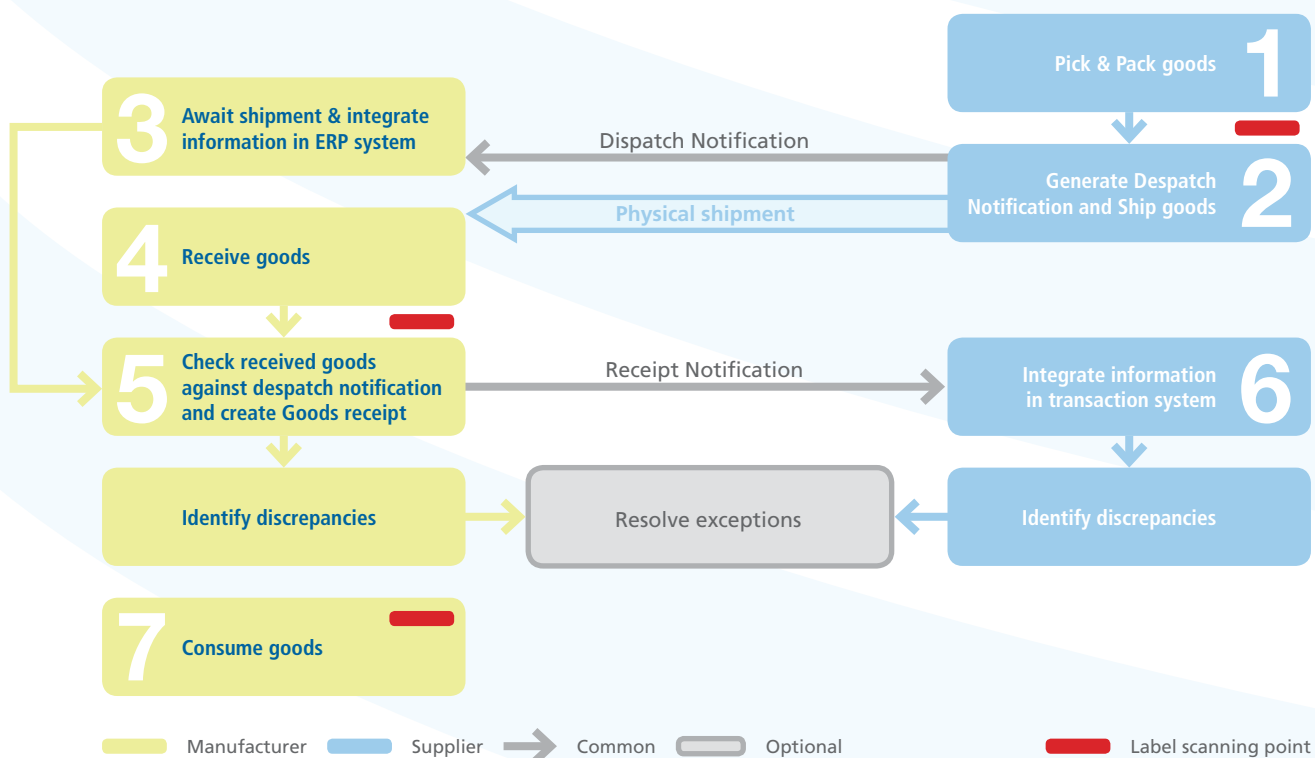 Pick & Pack goods
1
3
Await shipment & integrate
information in ERP system
Dispatch Notification
Generate Despatch
Notification and Ship goods
2
Physical shipment
4
Receive goods
5
Check received goods
against despatch notification
and create Goods receipt
Receipt Notification
Integrate information
in transaction system
6
Identify discrepancies
Resolve exceptions
Identify discrepancies
7
Consume goods
Manufacturer
Supplier
Common
Optional
Label scanning point